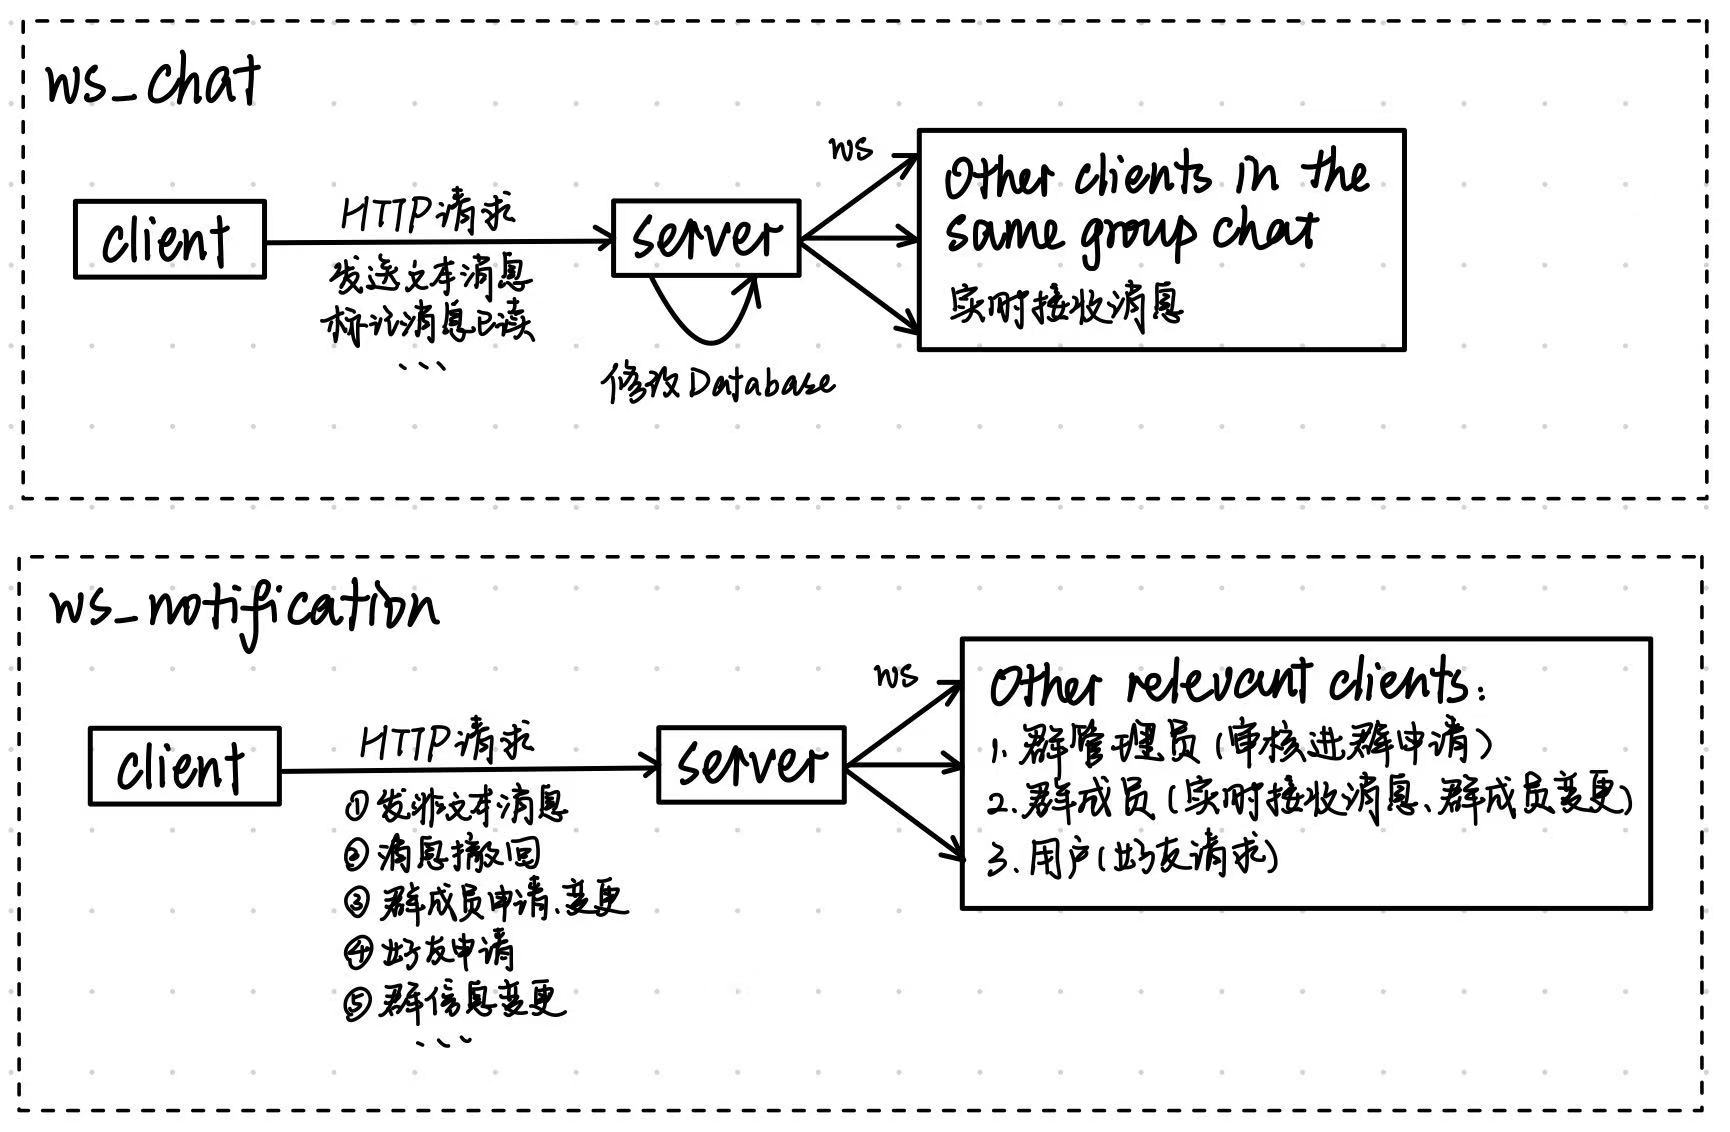 ws_chat
client
HTTP请求
发送文本消息
标记消息已读
...
server
修改Database
ws
Other clients in the
same group chat
实时接收消息
ws_notification
client
HTTP请求
①发非文本消息
②消息撤回
③群成员申请、变更
④好友申请
⑤群信息变更
...
server
ws
Other relevant clients:
1. 群管理员(审核进群申请)
2. 群成员(实时接收消息、群成员变更)
3. 用户(好友请求)